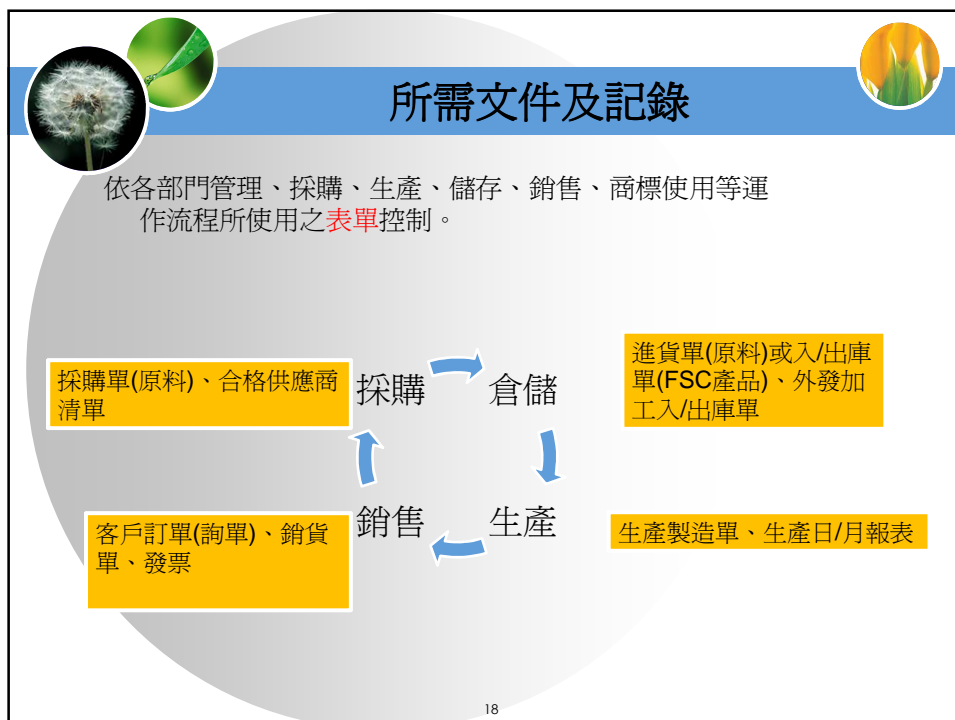 所需文件及記錄
依各部門管理、採購、生產、儲存、銷售、商標使用等運
作流程所使用之表單控制。
採購單(原料)、合格供應商
清單
採購
倉儲
進貨單(原料)或入/出庫
單(FSC產品)、外發加
工入/出庫單
客戶訂單(詢單)、銷貨
單、發票
銷售
生產
生產製造單、生產日/月報表
18